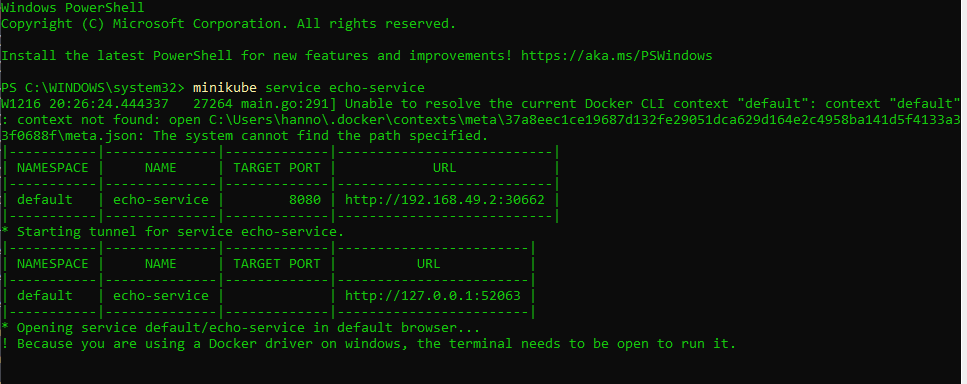 Windows PowerShell
Copyright (C) Microsoft Corporation. All rights reserved.
Install the latest PowerShell for new features and improvements! https://aka.ms/PSWindows
PS C:\WINDOWS\system32> minikube service echo-service
W1216 20:26:24.444337   27264 main.go:291] Unable to resolve the current Docker CLI context "default": context "default"
: context not found: open C:\Users\hanno\.docker\contexts\meta\37a8eec1ce19687d132fe29051dca629d164e2c4958ba141d5f4133a3
3f0688f\meta.json: The system cannot find the path specified.
|-----------|--------------|-------------|---------------------------|
| NAMESPACE |     NAME     | TARGET PORT |            URL            |
|-----------|--------------|-------------|---------------------------|
| default   | echo-service |        8080 | http://192.168.49.2:30662 |
|-----------|--------------|-------------|---------------------------|
* Starting tunnel for service echo-service.
|-----------|--------------|-------------|------------------------|
| NAMESPACE |     NAME     | TARGET PORT |          URL           |
|-----------|--------------|-------------|------------------------|
| default   | echo-service |             | http://127.0.0.1:52063 |
|-----------|--------------|-------------|------------------------|
* Opening service default/echo-service in default browser...
! Because you are using a Docker driver on windows, the terminal needs to be open to run it.